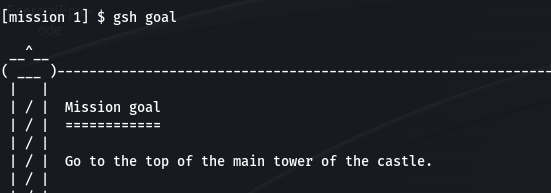 [mission 1] $ gsh goal
Mission goal
============
Go to the top of the main tower of the castle.